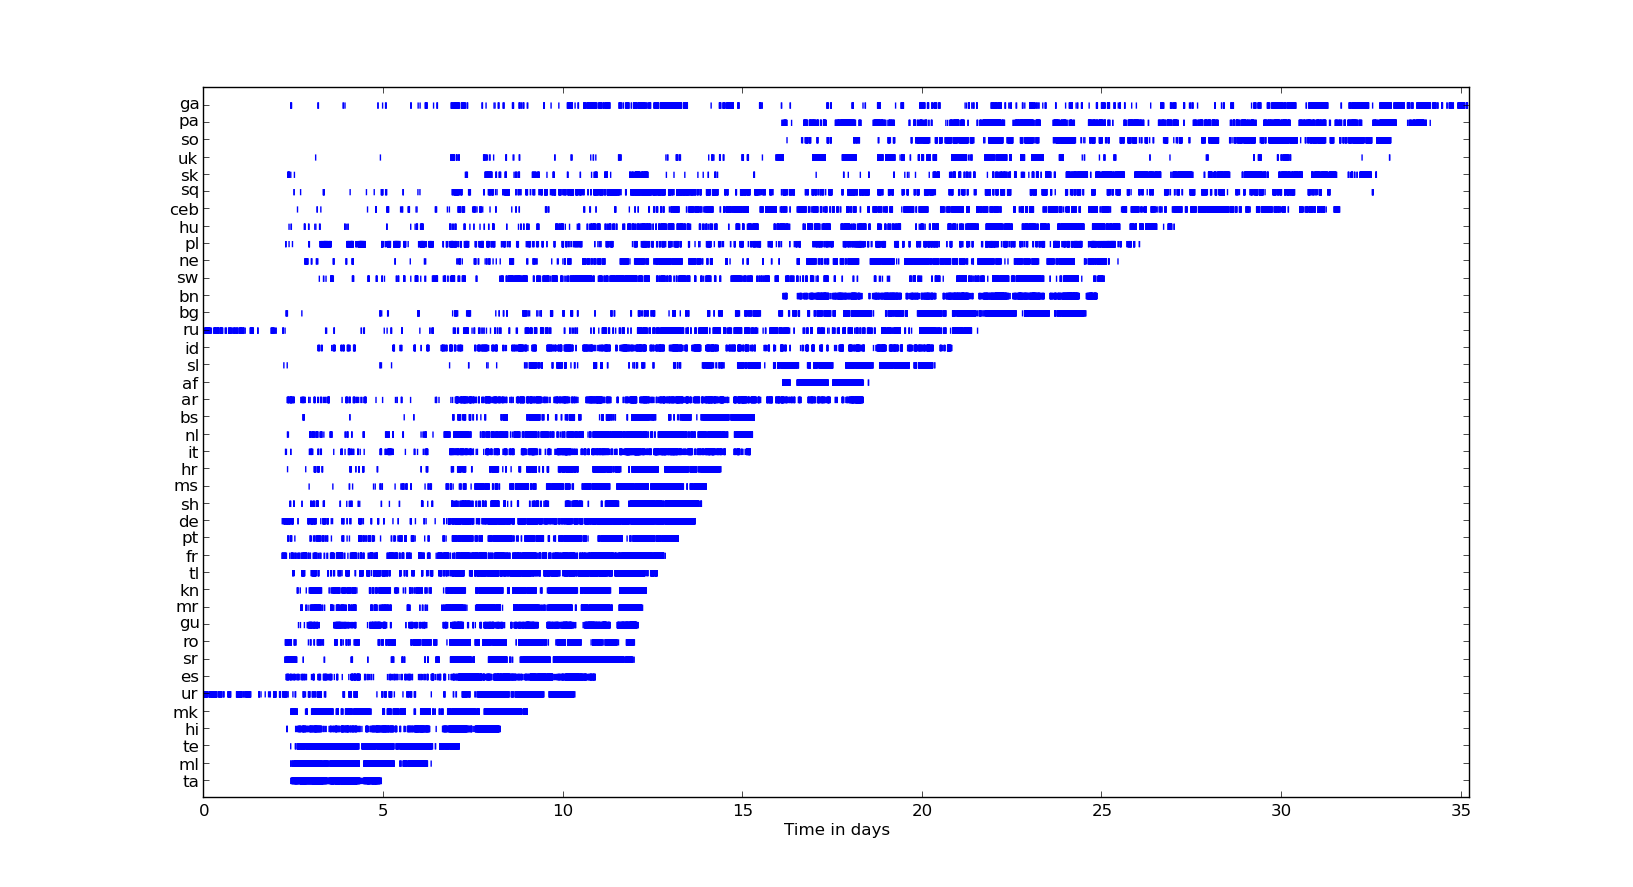 ga
pa
so
uk
sk
sq
ceb
hu
pl
ne
sw
bn
bg
ru
id
sl
af
ar
bs
nl
it
hr
ms
sh
de
pt
fr
tl
kn
mr
gu
ro
sr
es
ur
mk
hi
te
ml
ta
0 5 10 15 20 25 30 35
Time in days